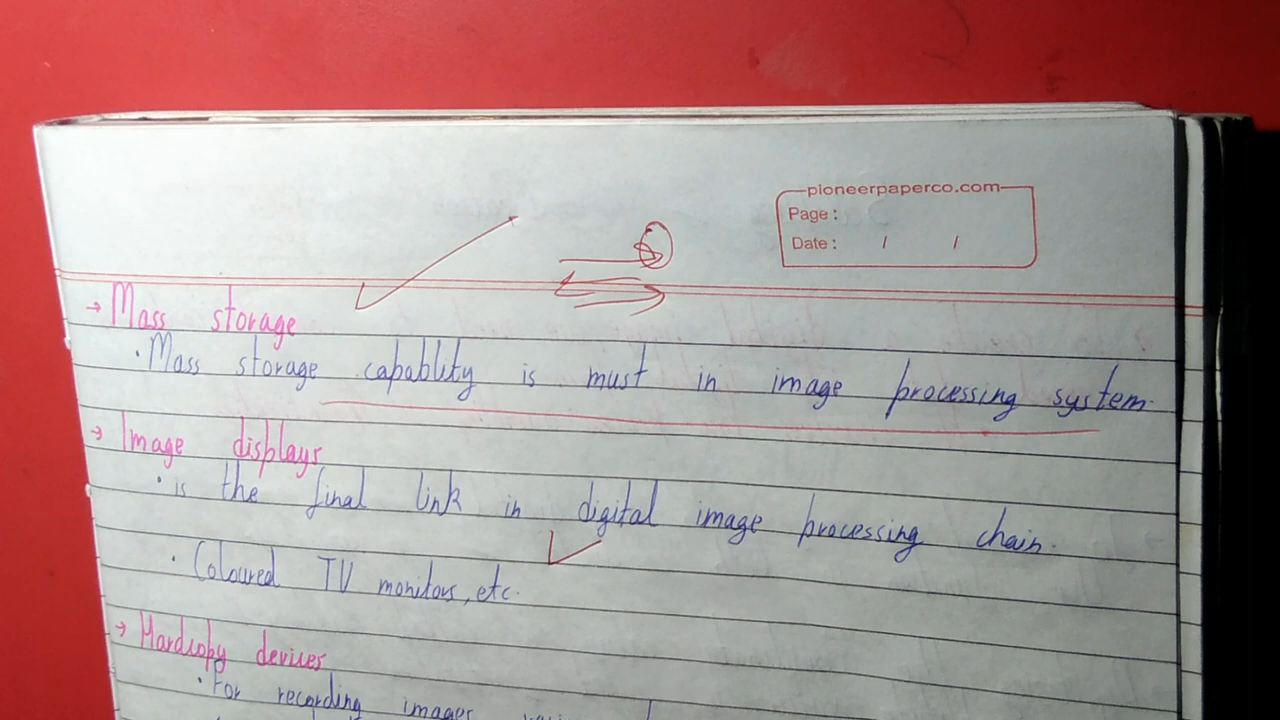 pioneerpaperco.com
Page :
Date : / /
→ Mass storage
· Mass storage capablity is must in image processing system.
→ Image displays
· is the final link in digital image processing chain.
· Coloured TV monitors, etc.
→ Hardcopy devices
· For recording images